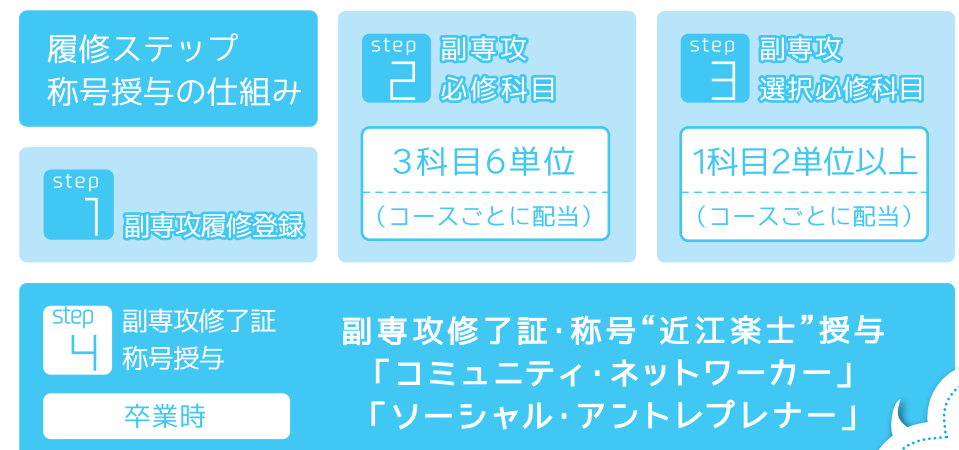 履修ステップ
称号授与の仕組み
step
1
副専攻履修登録
step
2
副専攻
必修科目
3科目6単位
（コースごとに配当）
step
3
副専攻
選択必修科目
1科目2単位以上
（コースごとに配当）
step
4
副専攻修了証
称号授与
卒業時
副専攻修了証・称号“近江楽士”授与
「コミュニティ・ネットワーカー」
「ソーシャル・アントレプレナー」